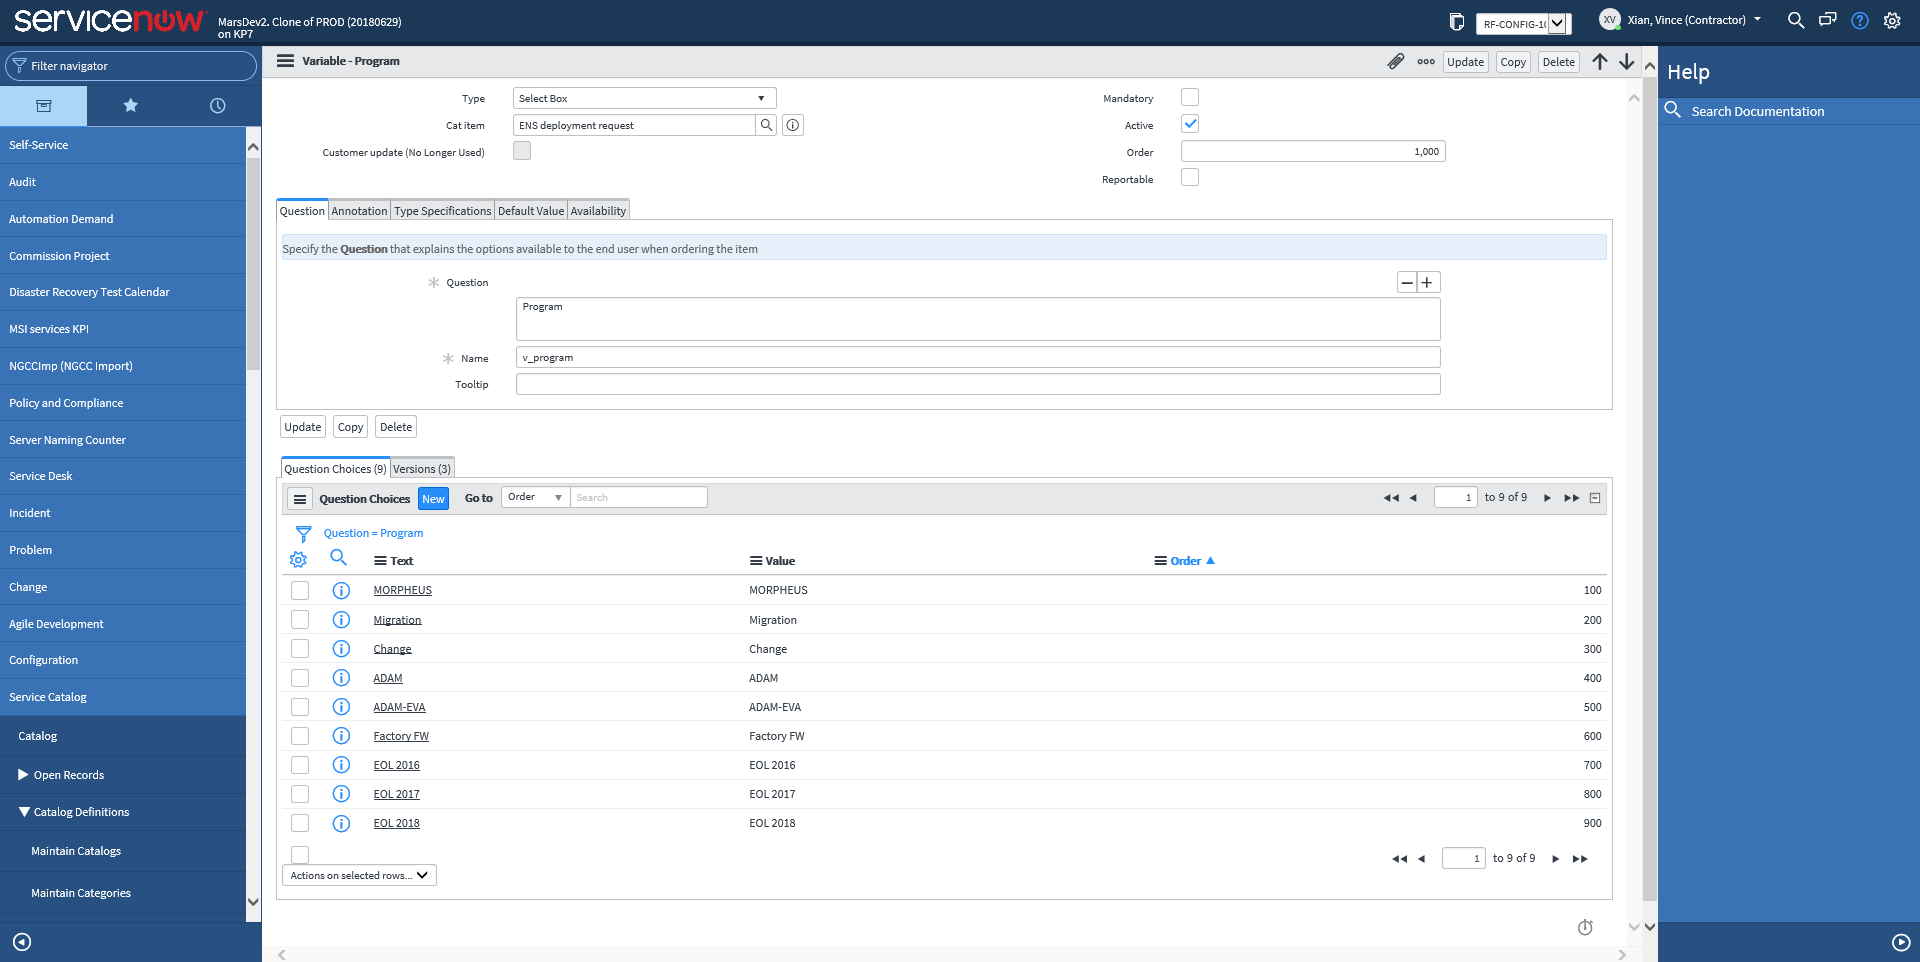 servicenow
MarsDev2. Clone of PROD (20180629)
on KP7
RF-CONFIG-1
XV Xian, Vince (Contractor)
Filter navigator
Self-Service
Audit
Automation Demand
Commission Project
Disaster Recovery Test Calendar
MSI services KPI
NGCCImp (NGCC Import)
Policy and Compliance
Server Naming Counter
Service Desk
Incident
Problem
Change
Agile Development
Configuration
Service Catalog
Catalog
Open Records
Catalog Definitions
Maintain Catalogs
Maintain Categories
Variable - Program
Update Copy Delete
Type Select Box
Cat item ENS deployment request
Customer update (No Longer Used)
Mandatory
Active
Order 1,000
Reportable
Question Annotation Type Specifications Default Value Availability
Specify the Question that explains the options available to the end user when ordering the item
Question
Program
Name v_program
Tooltip
Update Copy Delete
Question Choices (9) Versions (3)
Question Choices New Go to Order Search 1 to 9 of 9
Question = Program
Text Value Order
MORPHEUS MORPHEUS 100
Migration Migration 200
Change Change 300
ADAM ADAM 400
ADAM-EVA ADAM-EVA 500
Factory FW Factory FW 600
EOL 2016 EOL 2016 700
EOL 2017 EOL 2017 800
EOL 2018 EOL 2018 900
1 to 9 of 9
Actions on selected rows...
Help
Search Documentation